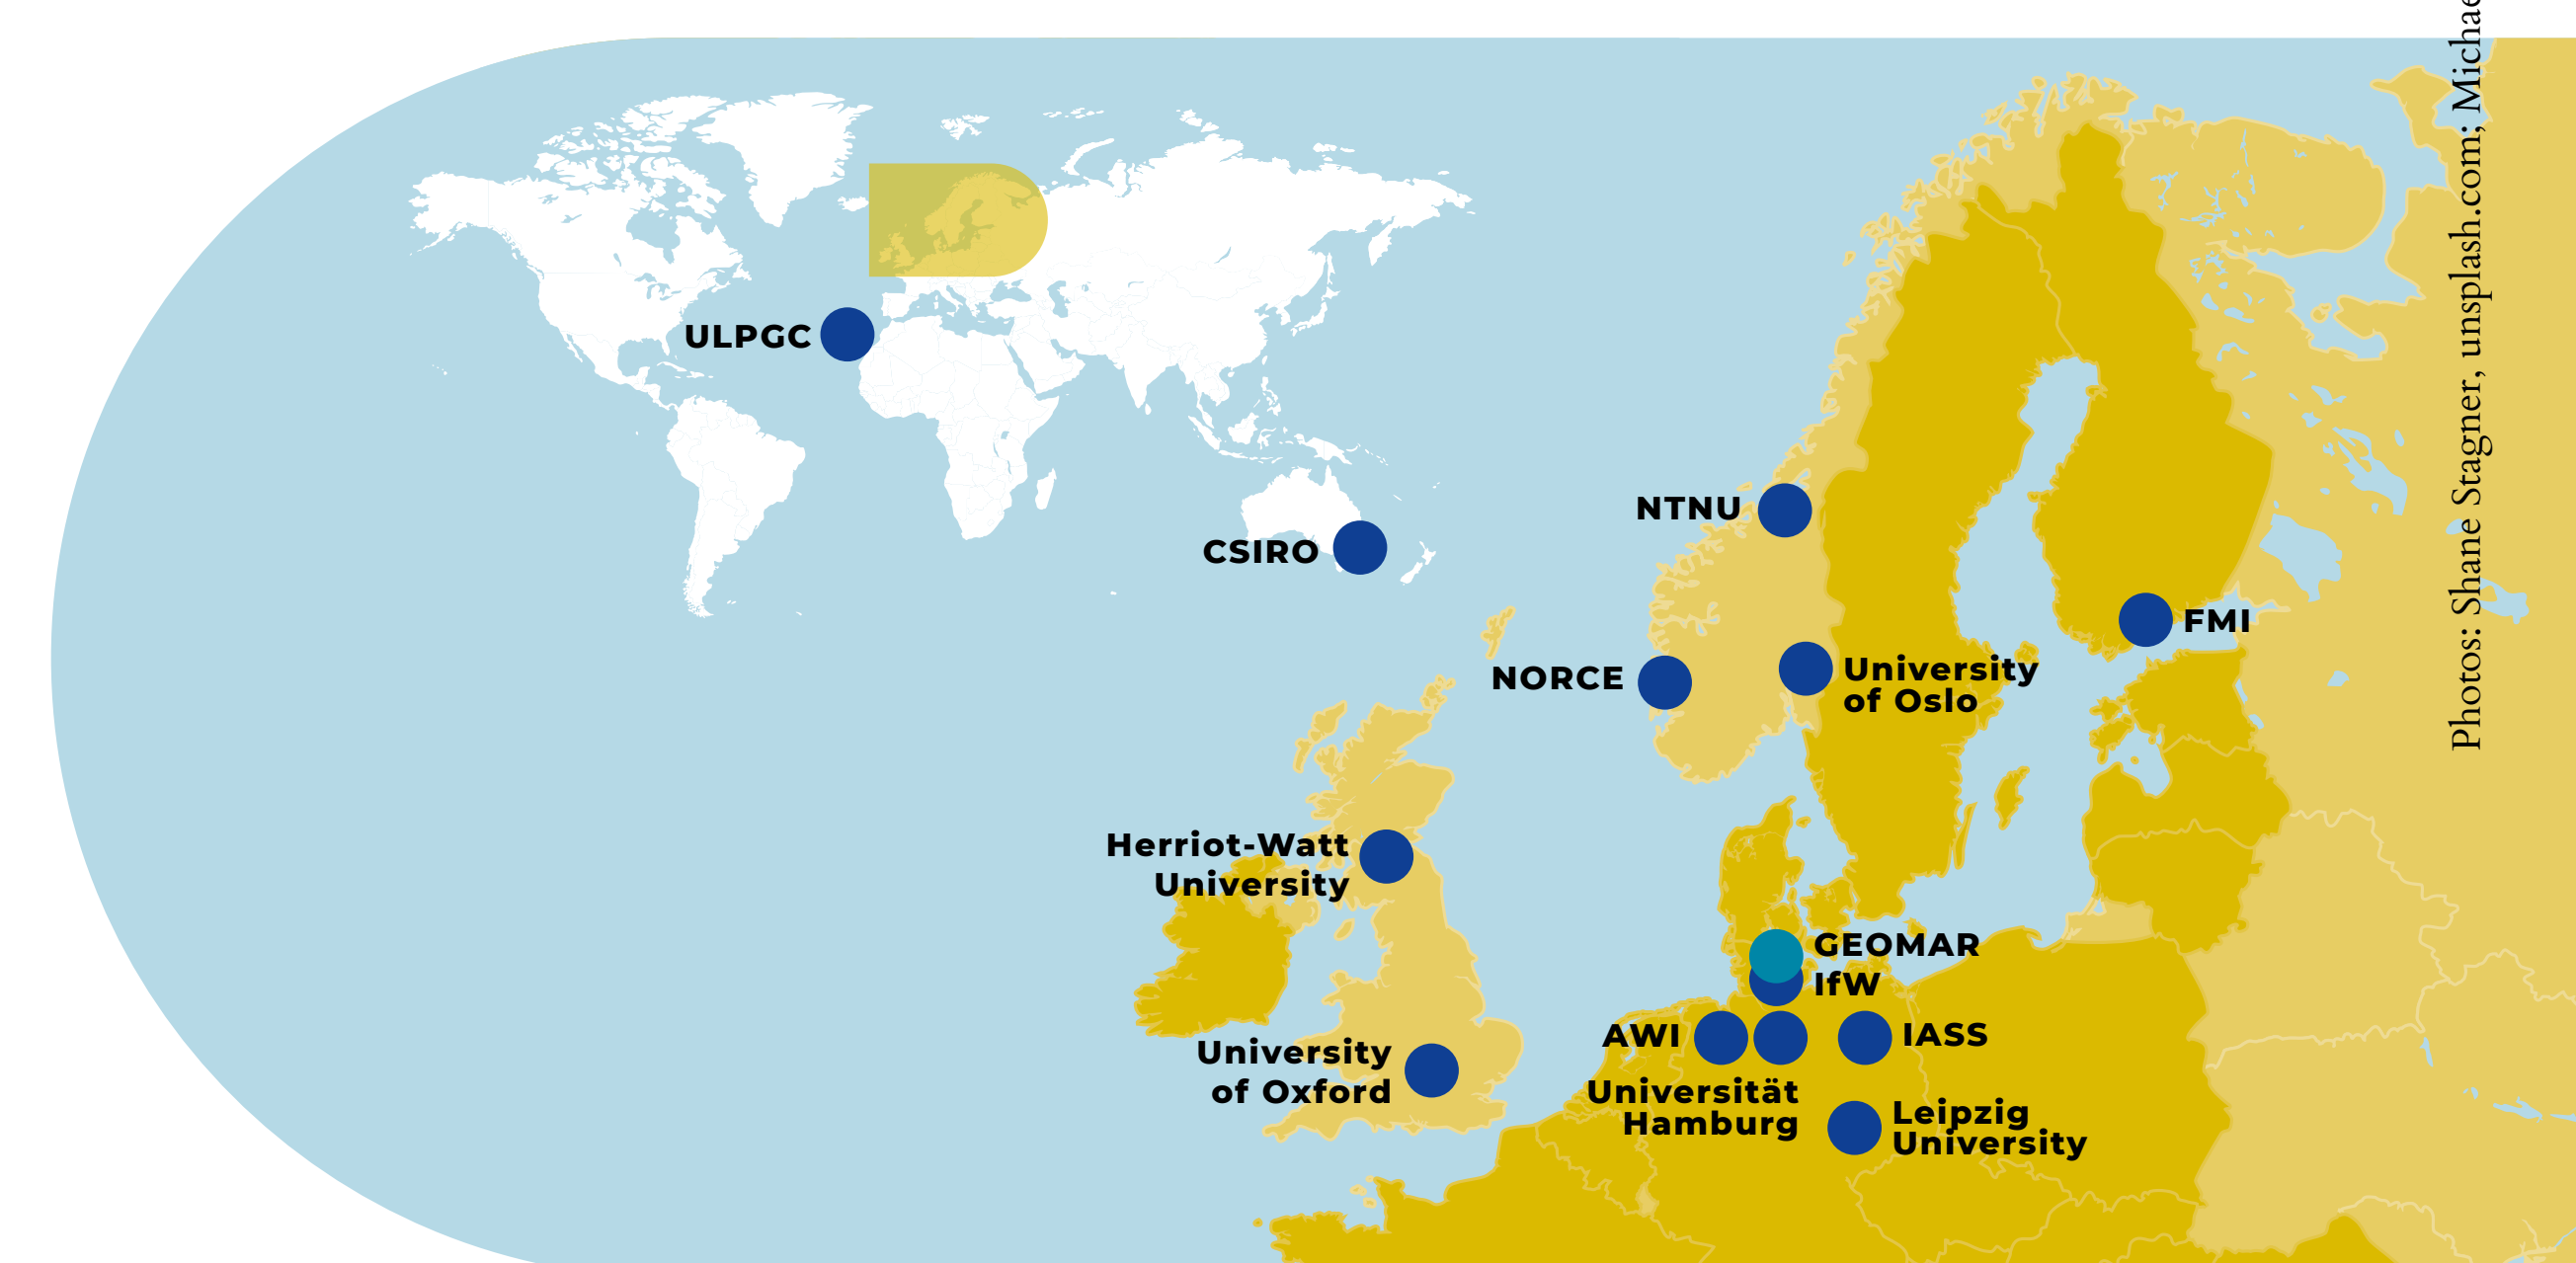 ULPGC
CSIRO
NTNU
FMI
NORCE
University
of Oslo
Herriot-Watt
University
GEOMAR
IfW
AWI
IASS
University
of Oxford
Universität
Hamburg
Leipzig
University
Photos: Shane Stagner, unsplash.com; Michae